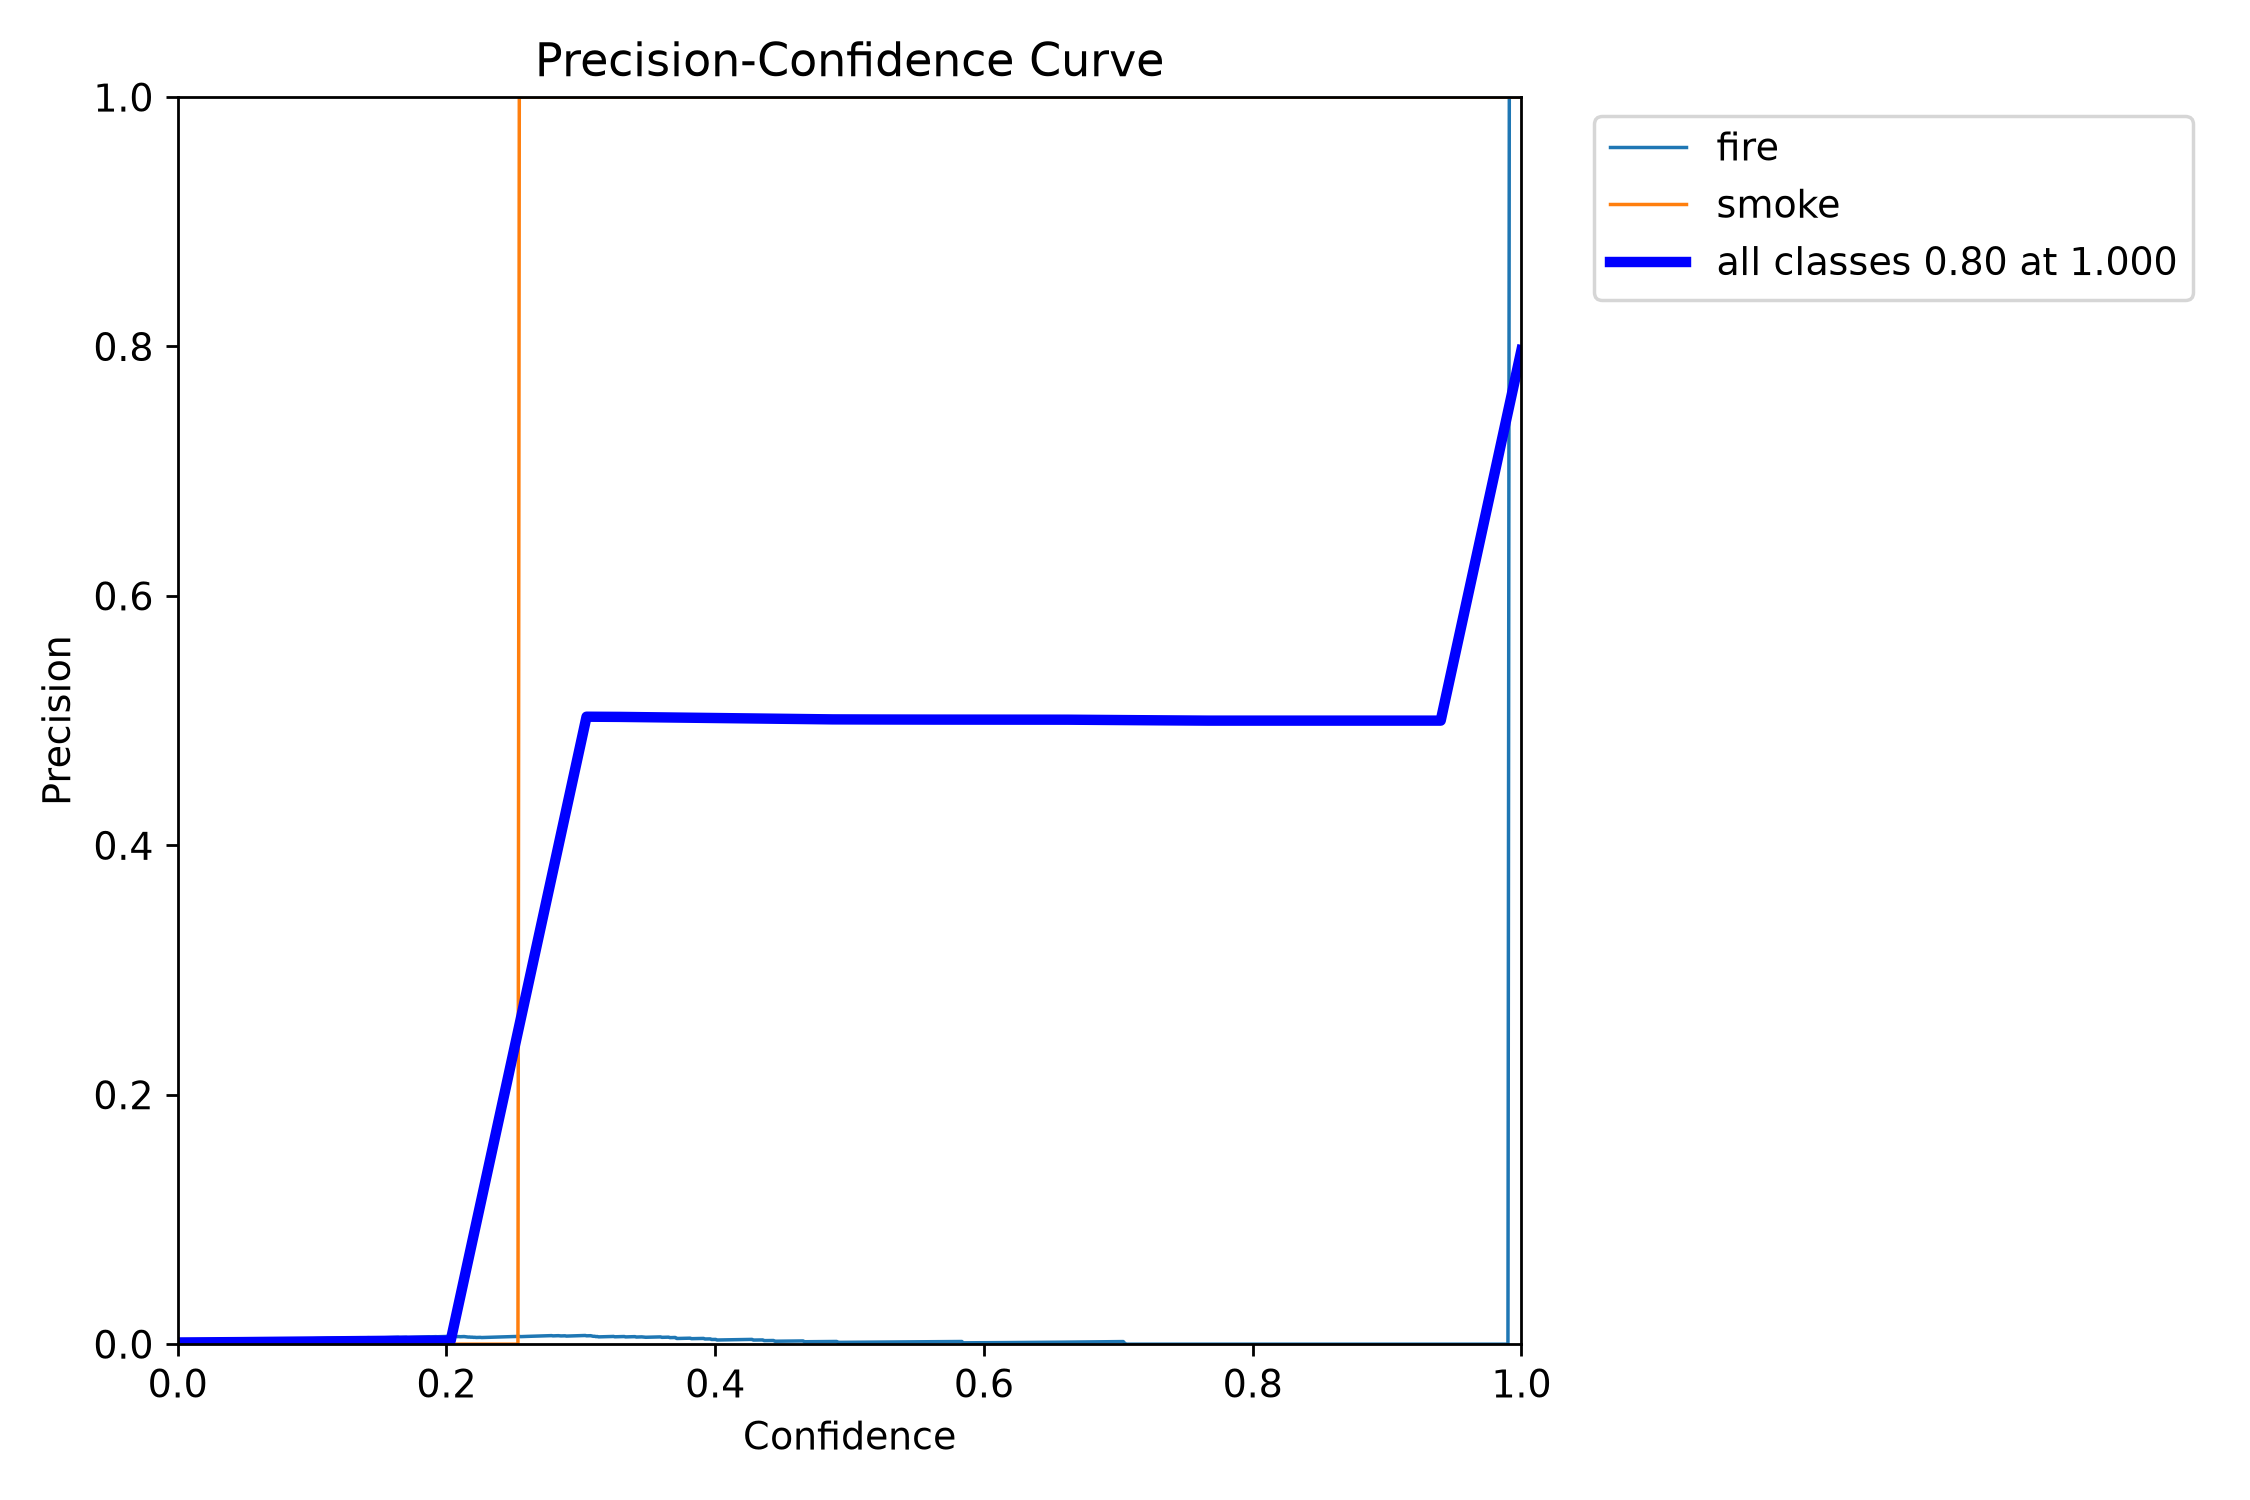 Precision-Confidence Curve
1.0
0.8
0.6
0.4
0.2
0.0
Precision
0.0 0.2 0.4 0.6 0.8 1.0
Confidence
fire
smoke
all classes 0.80 at 1.000